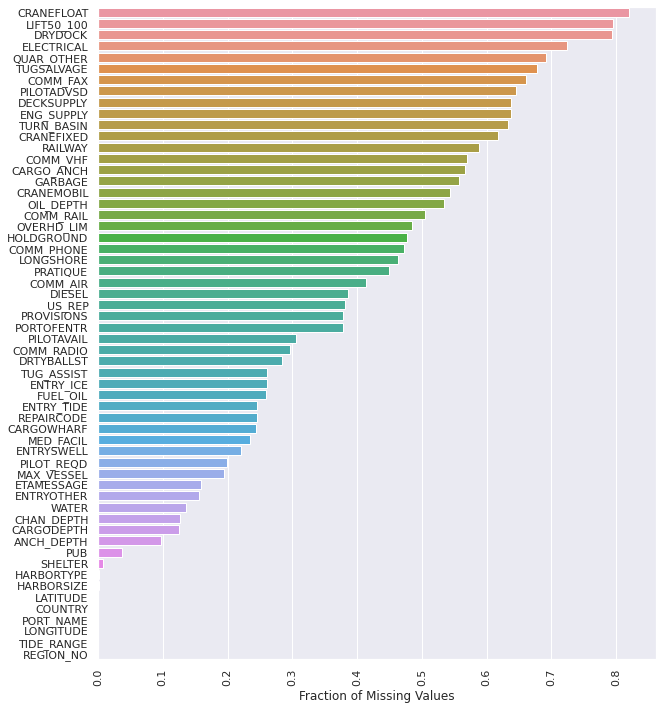 CRANEFLOAT
LIFT50_100
DRYDOCK
ELECTRICAL
QUAR_OTHER
TUGSALVAGE
COMM_FAX
PILOTADVSD
DECKSUPPLY
ENG_SUPPLY
TURN_BASIN
CRANEFIXED
RAILWAY
COMM_VHF
CARGO_ANCH
GARBAGE
CRANEMOBIL
OIL_DEPTH
COMM_RAIL
OVERHD_LIM
HOLDGROUND
COMM_PHONE
LONGSHORE
PRATIQUE
COMM_AIR
DIESEL
US_REP
PROVISIONS
PORTOFENTR
PILOTAVAIL
COMM_RADIO
DRTYBALLST
TUG_ASSIST
ENTRY_ICE
FUEL_OIL
ENTRY_TIDE
REPAIRCODE
CARGOWHARF
MED_FACIL
ENTRYSWELL
PILOT_REQD
MAX_VESSEL
ETAMESSAGE
ENTRYOTHER
WATER
CHAN_DEPTH
CARGODEPTH
ANCH_DEPTH
PUB
SHELTER
HARBORTYPE
HARBORSIZE
LATITUDE
COUNTRY
PORT_NAME
LONGITUDE
TIDE_RANGE
REGION_NO
0.0 0.1 0.2 0.3 0.4 0.5 0.6 0.7 0.8
Fraction of Missing Values